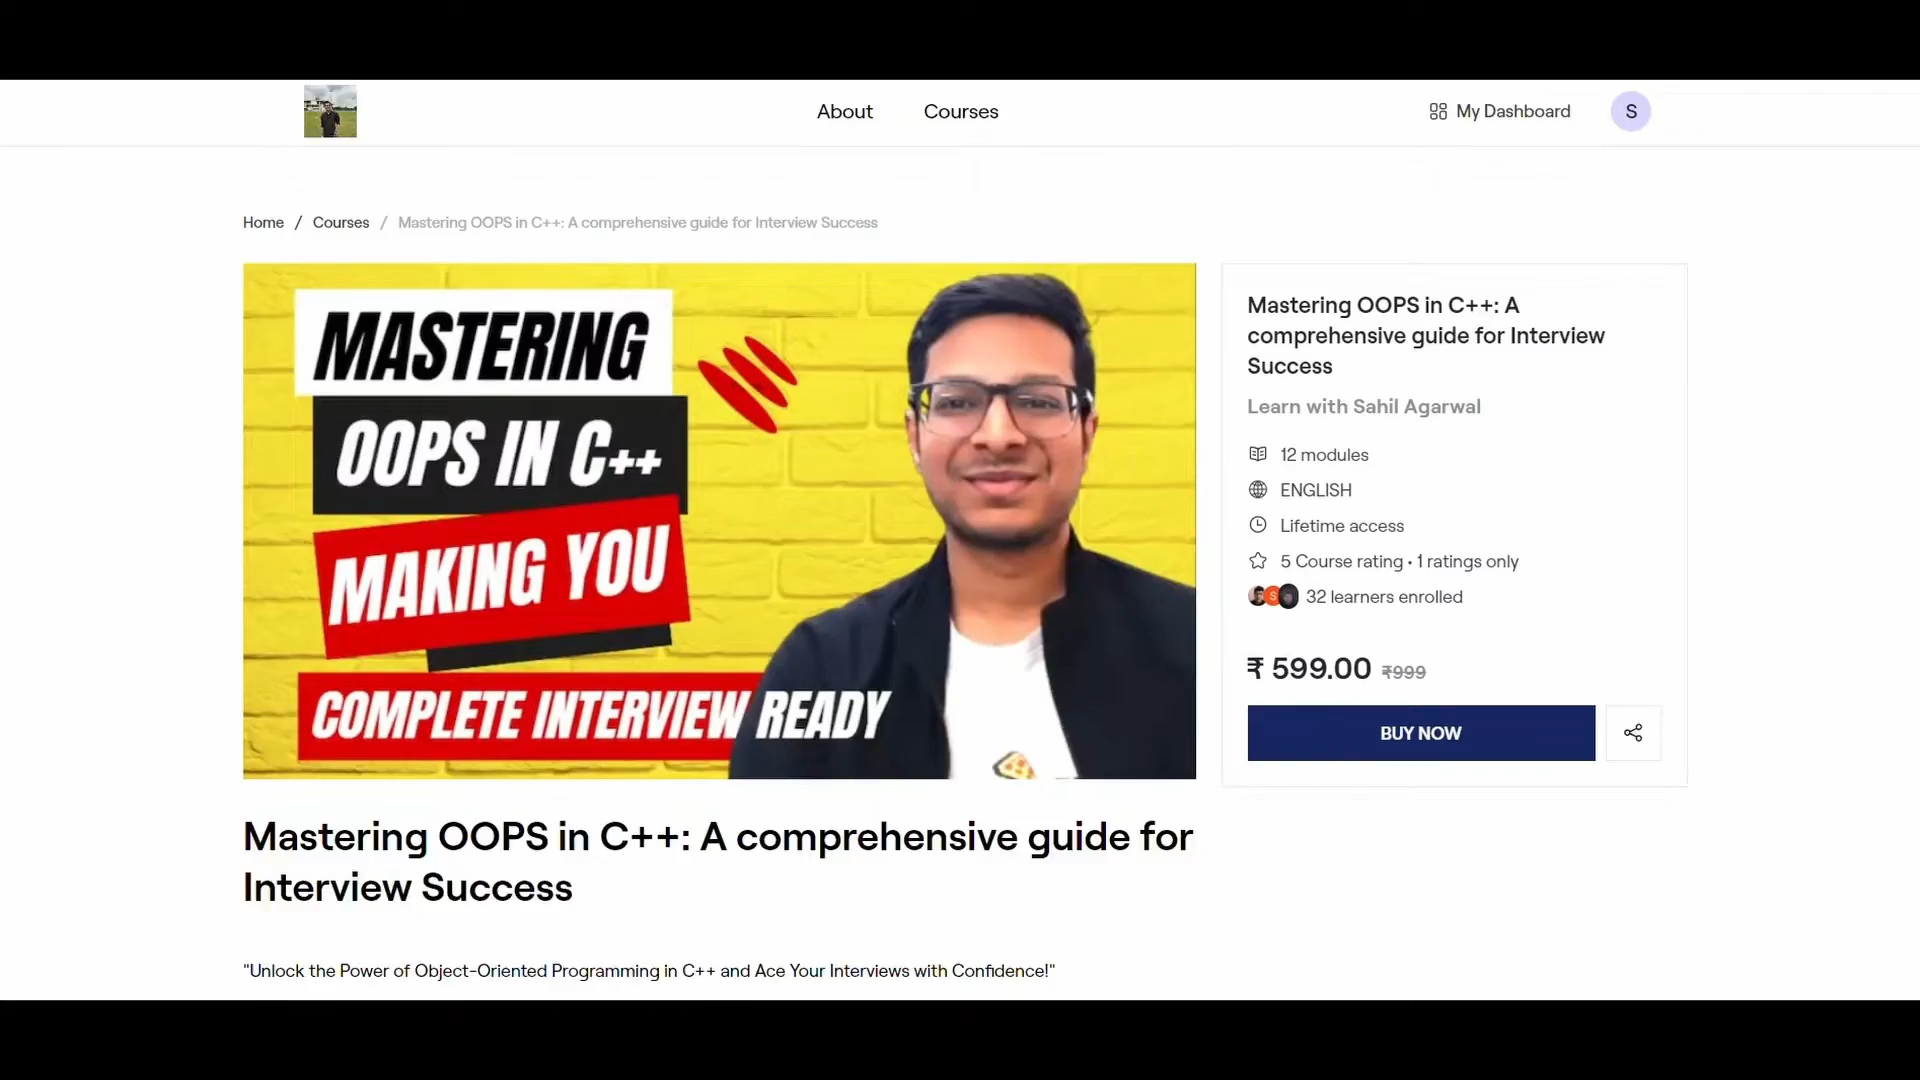 About
Courses
My Dashboard
S
Home / Courses / Mastering OOPS in C++: A comprehensive guide for Interview Success
MASTERING
OOPS IN C++
MAKING YOU
COMPLETE INTERVIEW READY
Mastering OOPS in C++: A
comprehensive guide for Interview
Success
Learn with Sahil Agarwal
12 modules
ENGLISH
Lifetime access
5 Course rating • 1 ratings only
S
32 learners enrolled
₹ 599.00 ₹999
BUY NOW
Mastering OOPS in C++: A comprehensive guide for
Interview Success
"Unlock the Power of Object-Oriented Programming in C++ and Ace Your Interviews with Confidence!"